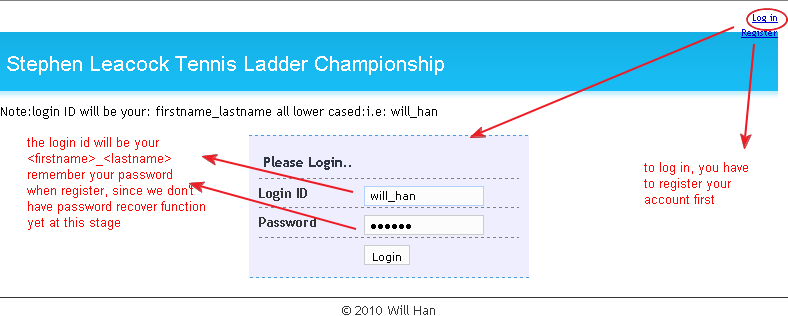 Log in
Register
Stephen Leacock Tennis Ladder Championship
Note:login ID will be your: firstname_lastname all lower cased:i.e: will_han
the login id will be your
<firstname>_<lastname>
remember your password
when register, since we don't
have password recover function
yet at this stage
Please Login..
Login ID
will_han
Password
●●●●●●
Login
to log in, you have
to register your
account first
© 2010 Will Han